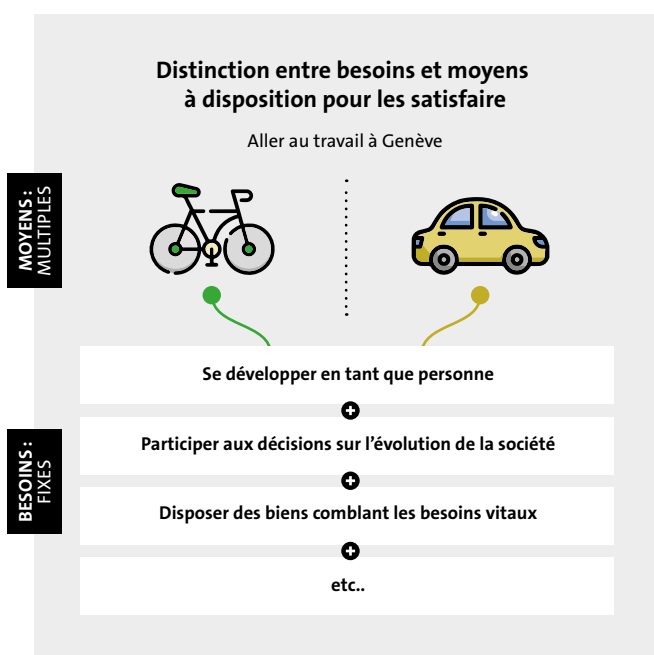 Distinction entre besoins et moyens
à disposition pour les satisfaire
Aller au travail à Genève
MOYENS :
MULTIPLES
BESOINS :
FIXES
Se développer en tant que personne
Participer aux décisions sur l’évolution de la société
Disposer des biens comblant les besoins vitaux
etc..